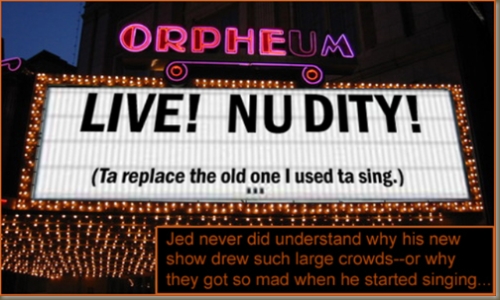 ORPHEUM
LIVE! NU DITY!
(Ta replace the old one I used ta sing.)
...
Jed never did understand why his new
show drew such large crowds--or why
they got so mad when he started singing...